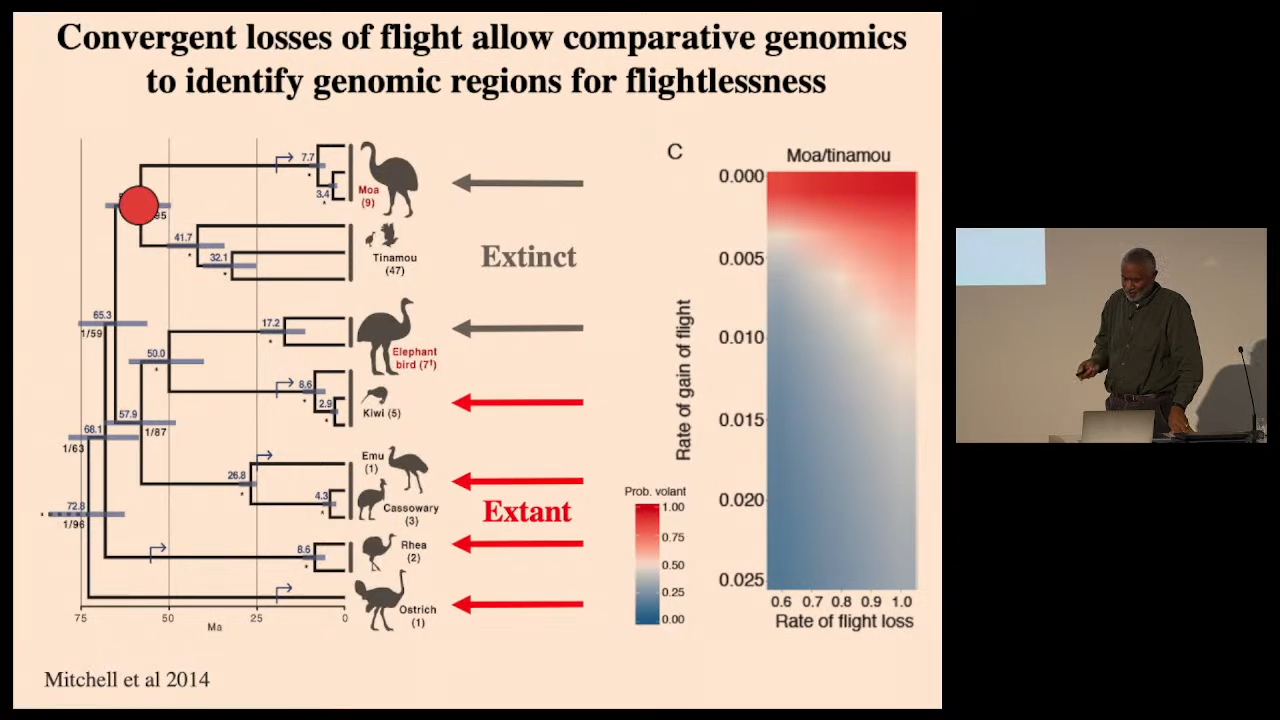 Convergent losses of flight allow comparative genomics
to identify genomic regions for flightlessness
7.7
*
3.4
*
Moa
(9)
95
41.7
*
32.1
*
Tinamou
(47)
Extinct
65.3
1/59
17.2
*
Elephant
bird (7†)
50.0
*
8.6
*
2.9
*
Kiwi (5)
57.9
1/87
68.1
1/63
Emu
(1)
26.8
*
4.3
*
Cassowary
(3)
Extant
72.8
1/96
8.6
*
Rhea
(2)
Ostrich
(1)
75
50
25
0
Ma
C
Moa/tinamou
0.000
0.005
0.010
0.015
0.020
0.025
Rate of gain of flight
Prob. volant
1.00
0.75
0.50
0.25
0.00
0.6 0.7 0.8 0.9 1.0
Rate of flight loss
Mitchell et al 2014